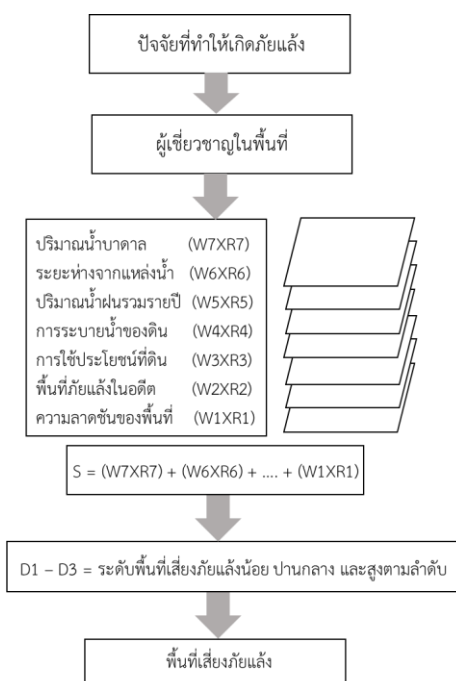 ปัจจัยที่ทำให้เกิดภัยแล้ง
ผู้เชี่ยวชาญในพื้นที่
ปริมาณน้ำบาดาล (W7XR7)
ระยะห่างจากแหล่งน้ำ (W6XR6)
ปริมาณน้ำฝนรวมรายปี (W5XR5)
การระบายน้ำของดิน (W4XR4)
การใช้ประโยชน์ที่ดิน (W3XR3)
พื้นที่ภัยแล้งในอดีต (W2XR2)
ความลาดชันของพื้นที่ (W1XR1)
S = (W7XR7) + (W6XR6) + .... + (W1XR1)
D1 – D3 = ระดับพื้นที่เสี่ยงภัยแล้งน้อย ปานกลาง และสูงตามลำดับ
พื้นที่เสี่ยงภัยแล้ง